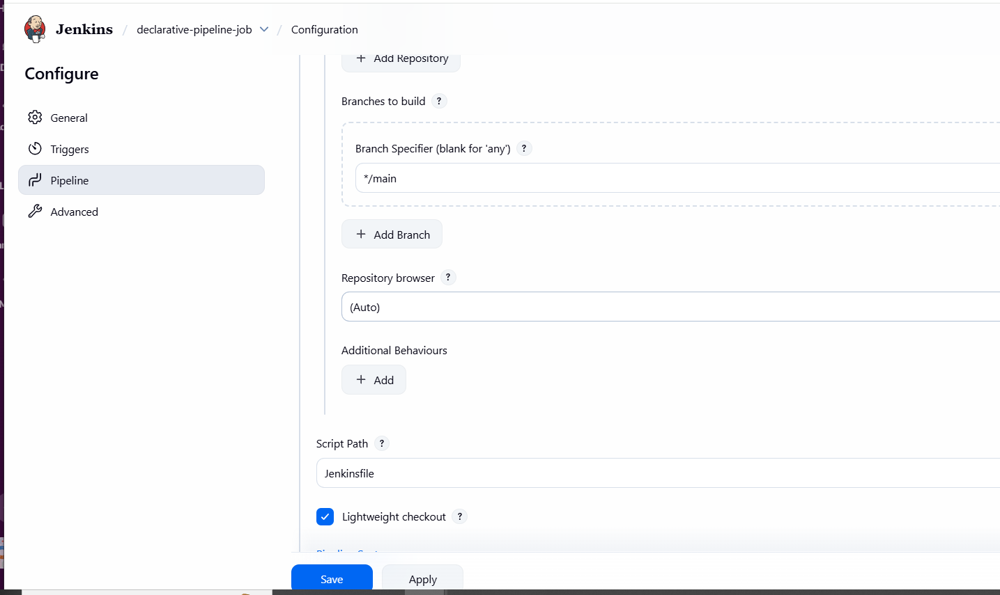 Jenkins / declarative-pipeline-job / Configuration
Configure
General
Triggers
Pipeline
Advanced
+ Add Repository
Branches to build ?
Branch Specifier (blank for 'any') ?
*/main
+ Add Branch
Repository browser ?
(Auto)
Additional Behaviours
+ Add
Script Path ?
Jenkinsfile
Lightweight checkout ?
Save
Apply